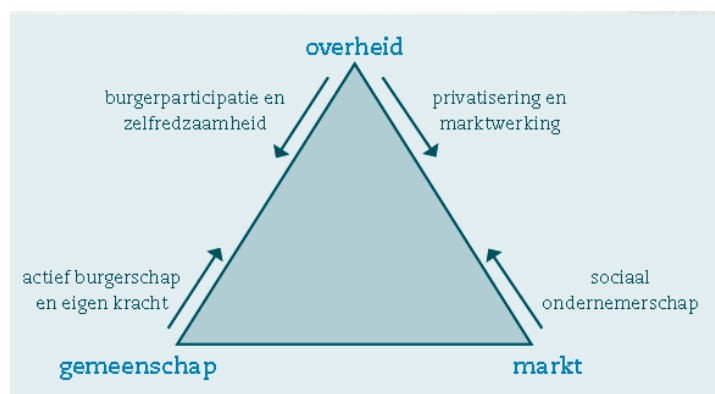 overheid
burgerparticipatie en
zelfredzaamheid
privatisering en
marktwerking
actief burgerschap
en eigen kracht
sociaal
ondernemerschap
gemeenschap
markt